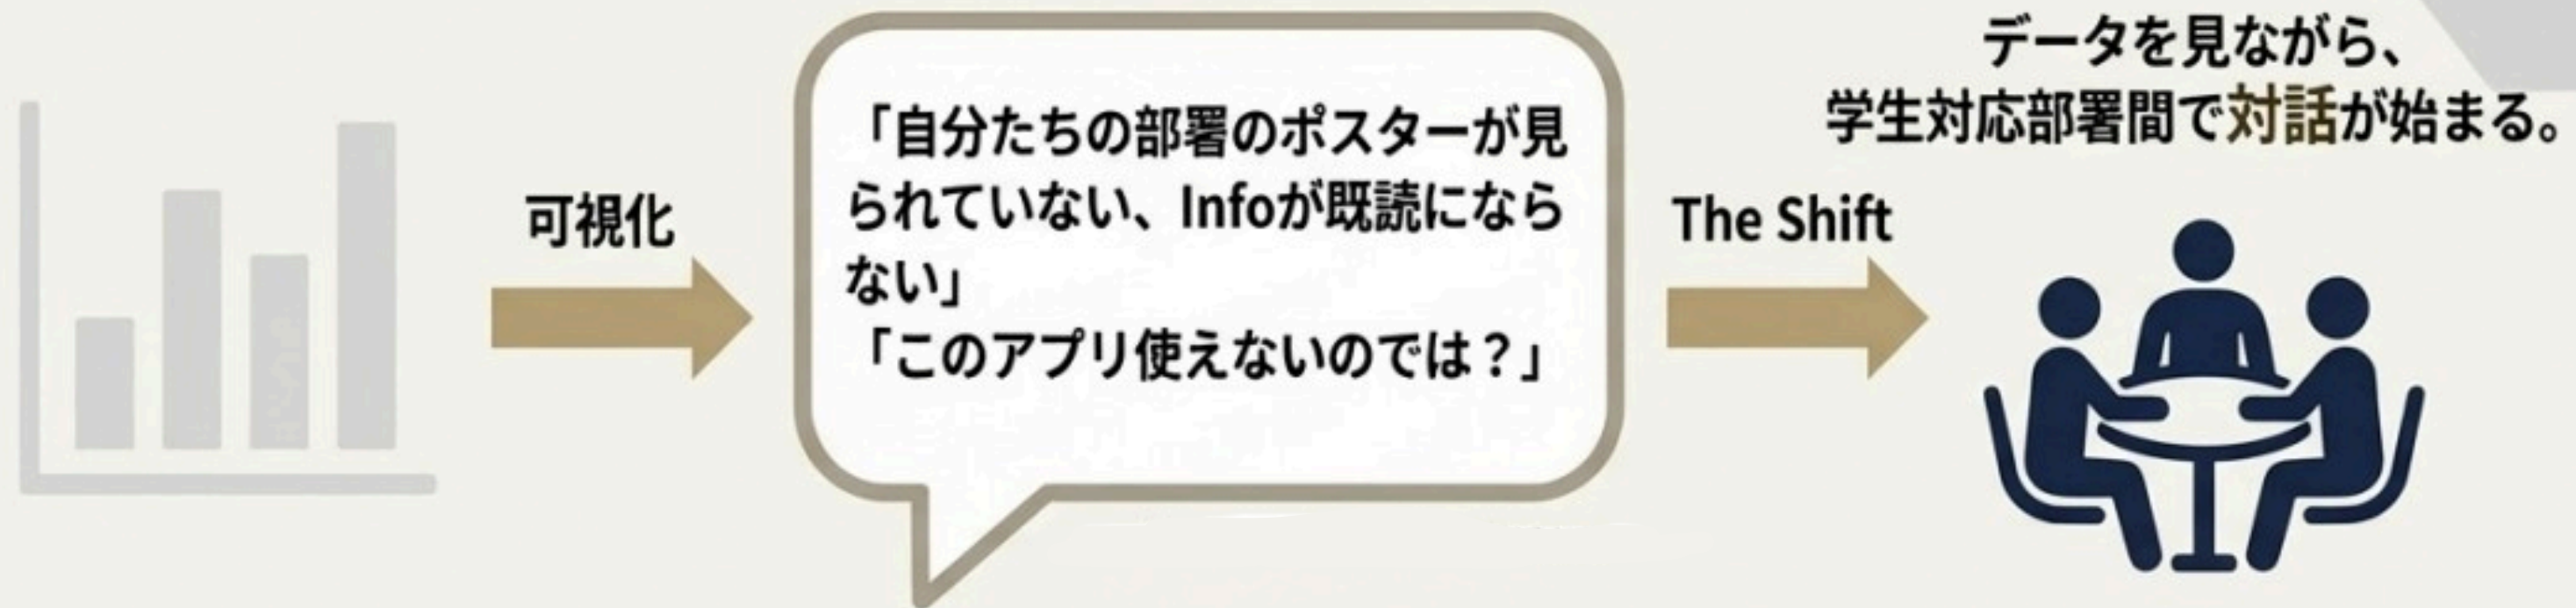 可視化
「自分たちの部署のポスターが見
られていない、Infoが既読になら
ない」
「このアプリ使えないのでは？」
The Shift
データを見ながら、
学生対応部署間で対話が始まる。